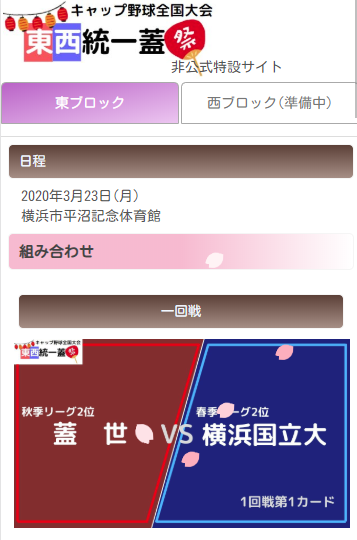 キャップ野球全国大会
東西統一蓋祭
非公式特設サイト
東ブロック
西ブロック(準備中)
日程
2020年3月23日(月)
横浜市平沼記念体育館
組み合わせ
一回戦
キャップ野球全国大会
東西統一蓋祭
秋季リーグ2位
春季リーグ2位
蓋 世 VS 横浜国立大
1回戦第1カード